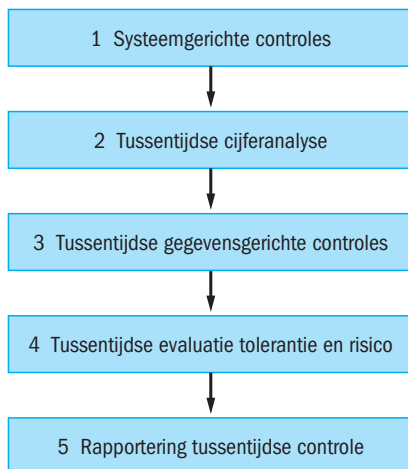 1 Systeemgerichte controles
2 Tussentijdse cijferanalyse
3 Tussentijdse gegevensgerichte controles
4 Tussentijdse evaluatie tolerantie en risico
5 Rapportering tussentijdse controle